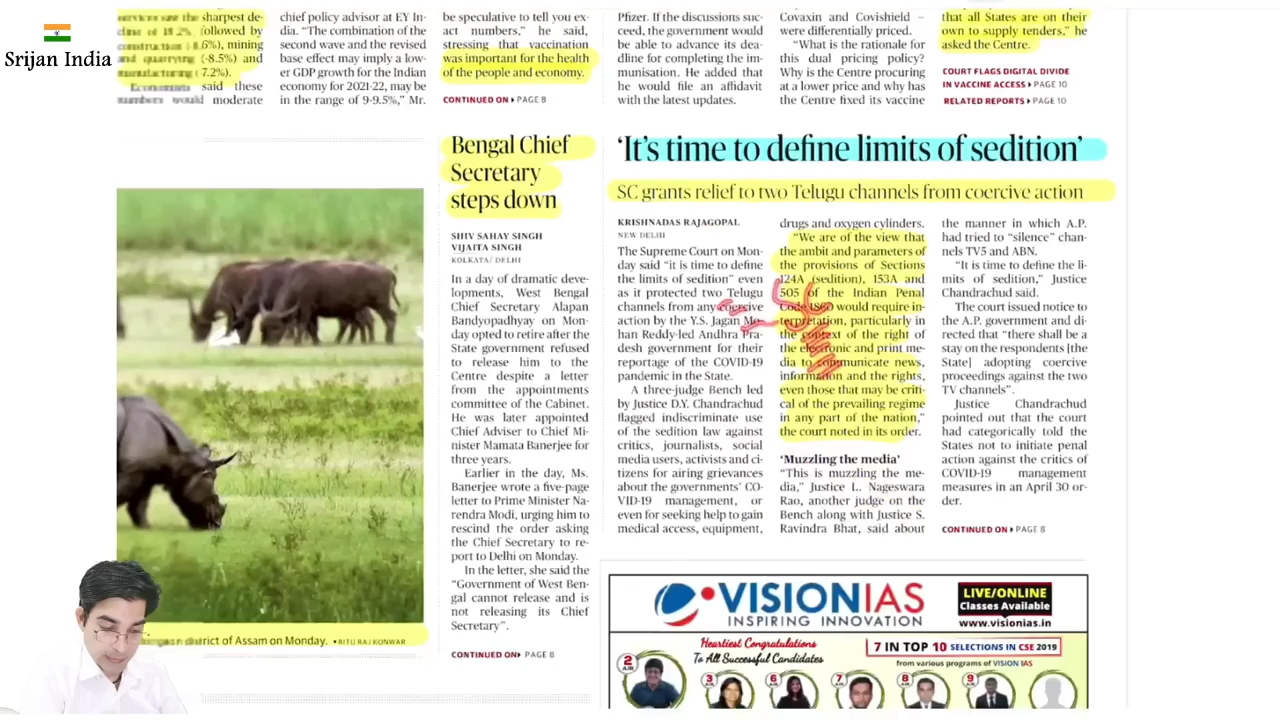 Srijan India
services saw the sharpest de-
cline of 18.2%, followed by
construction (-8.6%), mining
and quarrying (-8.5%) and
manufacturing (-7.2%).
Economists said these
numbers would moderate
chief policy advisor at EY In-
dia. “The combination of the
second wave and the revised
base effect may imply a low-
er GDP growth for the Indian
economy for 2021-22, may be
in the range of 9-9.5%,” Mr.
be speculative to tell you ex-
act numbers,” he said,
stressing that vaccination
was important for the health
of the people and economy.
CONTINUED ON ▸ PAGE 8
Pfizer. If the discussions suc-
ceed, the government would
be able to advance its dea-
dline for completing the im-
munisation. He added that
he would file an affidavit
with the latest updates.
Covaxin and Covishield –
were differentially priced.
“What is the rationale for
this dual pricing policy?
Why is the Centre procuring
at a lower price and why has
the Centre fixed its vaccine
that all States are on their
own to supply tenders,” he
asked the Centre.
COURT FLAGS DIGITAL DIVIDE
IN VACCINE ACCESS ▸ PAGE 10
RELATED REPORTS ▸ PAGE 10
district of Assam on Monday. • RITU RAJ KONWAR
Bengal Chief
Secretary
steps down
SHIV SAHAY SINGH
VIJAITA SINGH
KOLKATA/ DELHI
In a day of dramatic deve-
lopments, West Bengal
Chief Secretary Alapan
Bandyopadhyay on Mon-
day opted to retire after the
State government refused
to release him to the
Centre despite a letter
from the appointments
committee of the Cabinet.
He was later appointed
Chief Adviser to Chief Mi-
nister Mamata Banerjee for
three years.
Earlier in the day, Ms.
Banerjee wrote a five-page
letter to Prime Minister Na-
rendra Modi, urging him to
rescind the order asking
the Chief Secretary to re-
port to Delhi on Monday.
In the letter, she said the
“Government of West Ben-
gal cannot release and is
not releasing its Chief
Secretary”.
CONTINUED ON ▸ PAGE 8
‘It’s time to define limits of sedition’
SC grants relief to two Telugu channels from coercive action
KRISHNADAS RAJAGOPAL
NEW DELHI
The Supreme Court on Mon-
day said “it is time to define
the limits of sedition” even
as it protected two Telugu
channels from any coercive
action by the Y.S. Jagan Mo-
han Reddy-led Andhra Pra-
desh government for their
reportage of the COVID-19
pandemic in the State.
A three-judge Bench led
by Justice D.Y. Chandrachud
flagged indiscriminate use
of the sedition law against
critics, journalists, social
media users, activists and ci-
tizens for airing grievances
about the governments’ CO-
VID-19 management, or
even for seeking help to gain
medical access, equipment,
drugs and oxygen cylinders.
“We are of the view that
the ambit and parameters of
the provisions of Sections
124A (sedition), 153A and
505 of the Indian Penal
Code 1860 would require in-
terpretation, particularly in
the context of the right of
the electronic and print me-
dia to communicate news,
information and the rights,
even those that may be criti-
cal of the prevailing regime
in any part of the nation,”
the court noted in its order.
‘Muzzling the media’
“This is muzzling the me-
dia,” Justice L. Nageswara
Rao, another judge on the
Bench along with Justice S.
Ravindra Bhat, said about
the manner in which A.P.
had tried to “silence” chan-
nels TV5 and ABN.
“It is time to define the li-
mits of sedition,” Justice
Chandrachud said.
The court issued notice to
the A.P. government and di-
rected that “there shall be a
stay on the respondents [the
State] adopting coercive
proceedings against the two
TV channels”.
Justice Chandrachud
pointed out that the court
had categorically told the
States not to initiate penal
action against the critics of
COVID-19 management
measures in an April 30 or-
der.
CONTINUED ON ▸ PAGE 8
VISIONIAS
INSPIRING INNOVATION
LIVE/ONLINE
Classes Available
www.visionias.in
Heartiest Congratulations
To All Successful Candidates
7 IN TOP 10 SELECTIONS IN CSE 2019
from various programs of VISION IAS
2 AIR
3 AIR
6 AIR
7 AIR
8 AIR
9 AIR